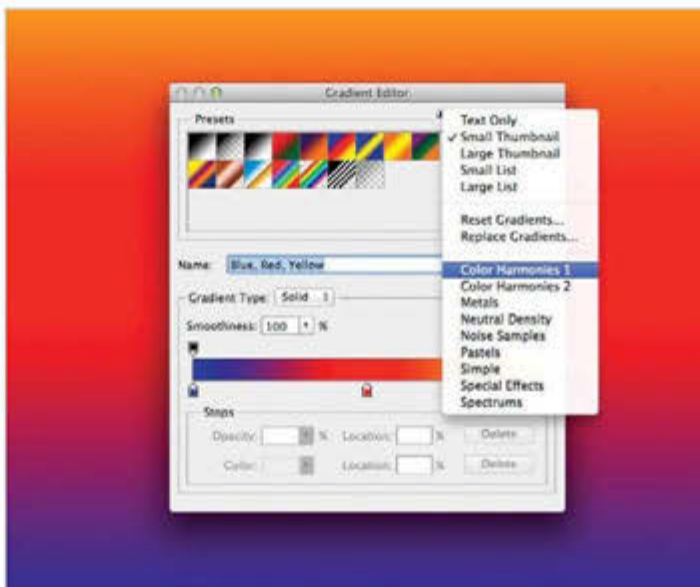 Gradient Editor
Presets
Text Only
✓ Small Thumbnail
Large Thumbnail
Small List
Large List
Reset Gradients...
Replace Gradients...
Color Harmonies 1
Color Harmonies 2
Metals
Neutral Density
Noise Samples
Pastels
Simple
Special Effects
Spectrums
Name: Blue, Red, Yellow
Gradient Type: Solid
Smoothness: 100 %
Stops
Opacity: % Location: % Delete
Color: Location: % Delete